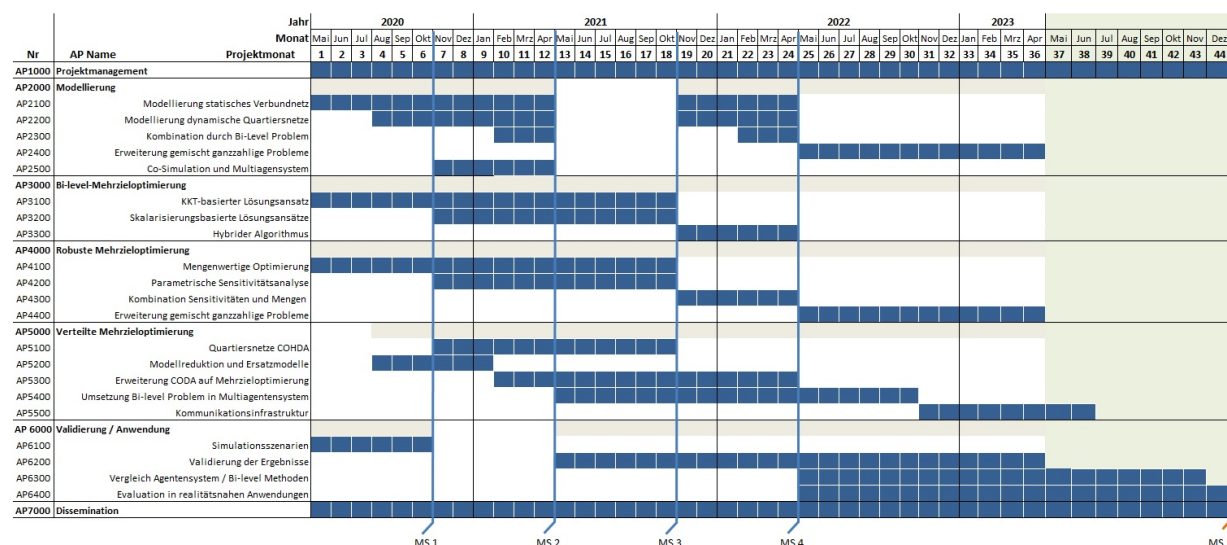 Jahr 2020 2021 2022 2023
Monat Mai Jun Jul Aug Sep Okt Nov Dez Jan Feb Mrz Apr Mai Jun Jul Aug Sep Okt Nov Dez Jan Feb Mrz Apr Mai Jun Jul Aug Sep Okt Nov Dez Jan Feb Mrz Apr Mai Jun Jul Aug Sep Okt Nov Dez
Nr AP Name Projektmonat 1 2 3 4 5 6 7 8 9 10 11 12 13 14 15 16 17 18 19 20 21 22 23 24 25 26 27 28 29 30 31 32 33 34 35 36 37 38 39 40 41 42 43 44
AP1000 Projektmanagement
AP2000 Modellierung
AP2100 Modellierung statisches Verbundnetz
AP2200 Modellierung dynamische Quartiersnetze
AP2300 Kombination durch Bi-Level Problem
AP2400 Erweiterung gemischt ganzzahlige Probleme
AP2500 Co-Simulation und Multiagensystem
AP3000 Bi-level-Mehrzieloptimierung
AP3100 KKT-basierter Lösungsansatz
AP3200 Skalarisierungsbasierte Lösungsansätze
AP3300 Hybrider Algorithmus
AP4000 Robuste Mehrzieloptimierung
AP4100 Mengenwertige Optimierung
AP4200 Parametrische Sensitivitätsanalyse
AP4300 Kombination Sensitivitäten und Mengen
AP4400 Erweiterung gemischt ganzzahlige Probleme
AP5000 Verteilte Mehrzieloptimierung
AP5100 Quartiersnetze COHDA
AP5200 Modellreduktion und Ersatzmodelle
AP5300 Erweiterung CODA auf Mehrzieloptimierung
AP5400 Umsetzung Bi-level Problem in Multiagentensystem
AP5500 Kommunikationsinfrastruktur
AP 6000 Validierung / Anwendung
AP6100 Simulationsszenarien
AP6200 Validierung der Ergebnisse
AP6300 Vergleich Agentensystem / Bi-level Methoden
AP6400 Evaluation in realitätsnahen Anwendungen
AP7000 Dissemination
MS 1 MS 2 MS 3 MS 4 MS